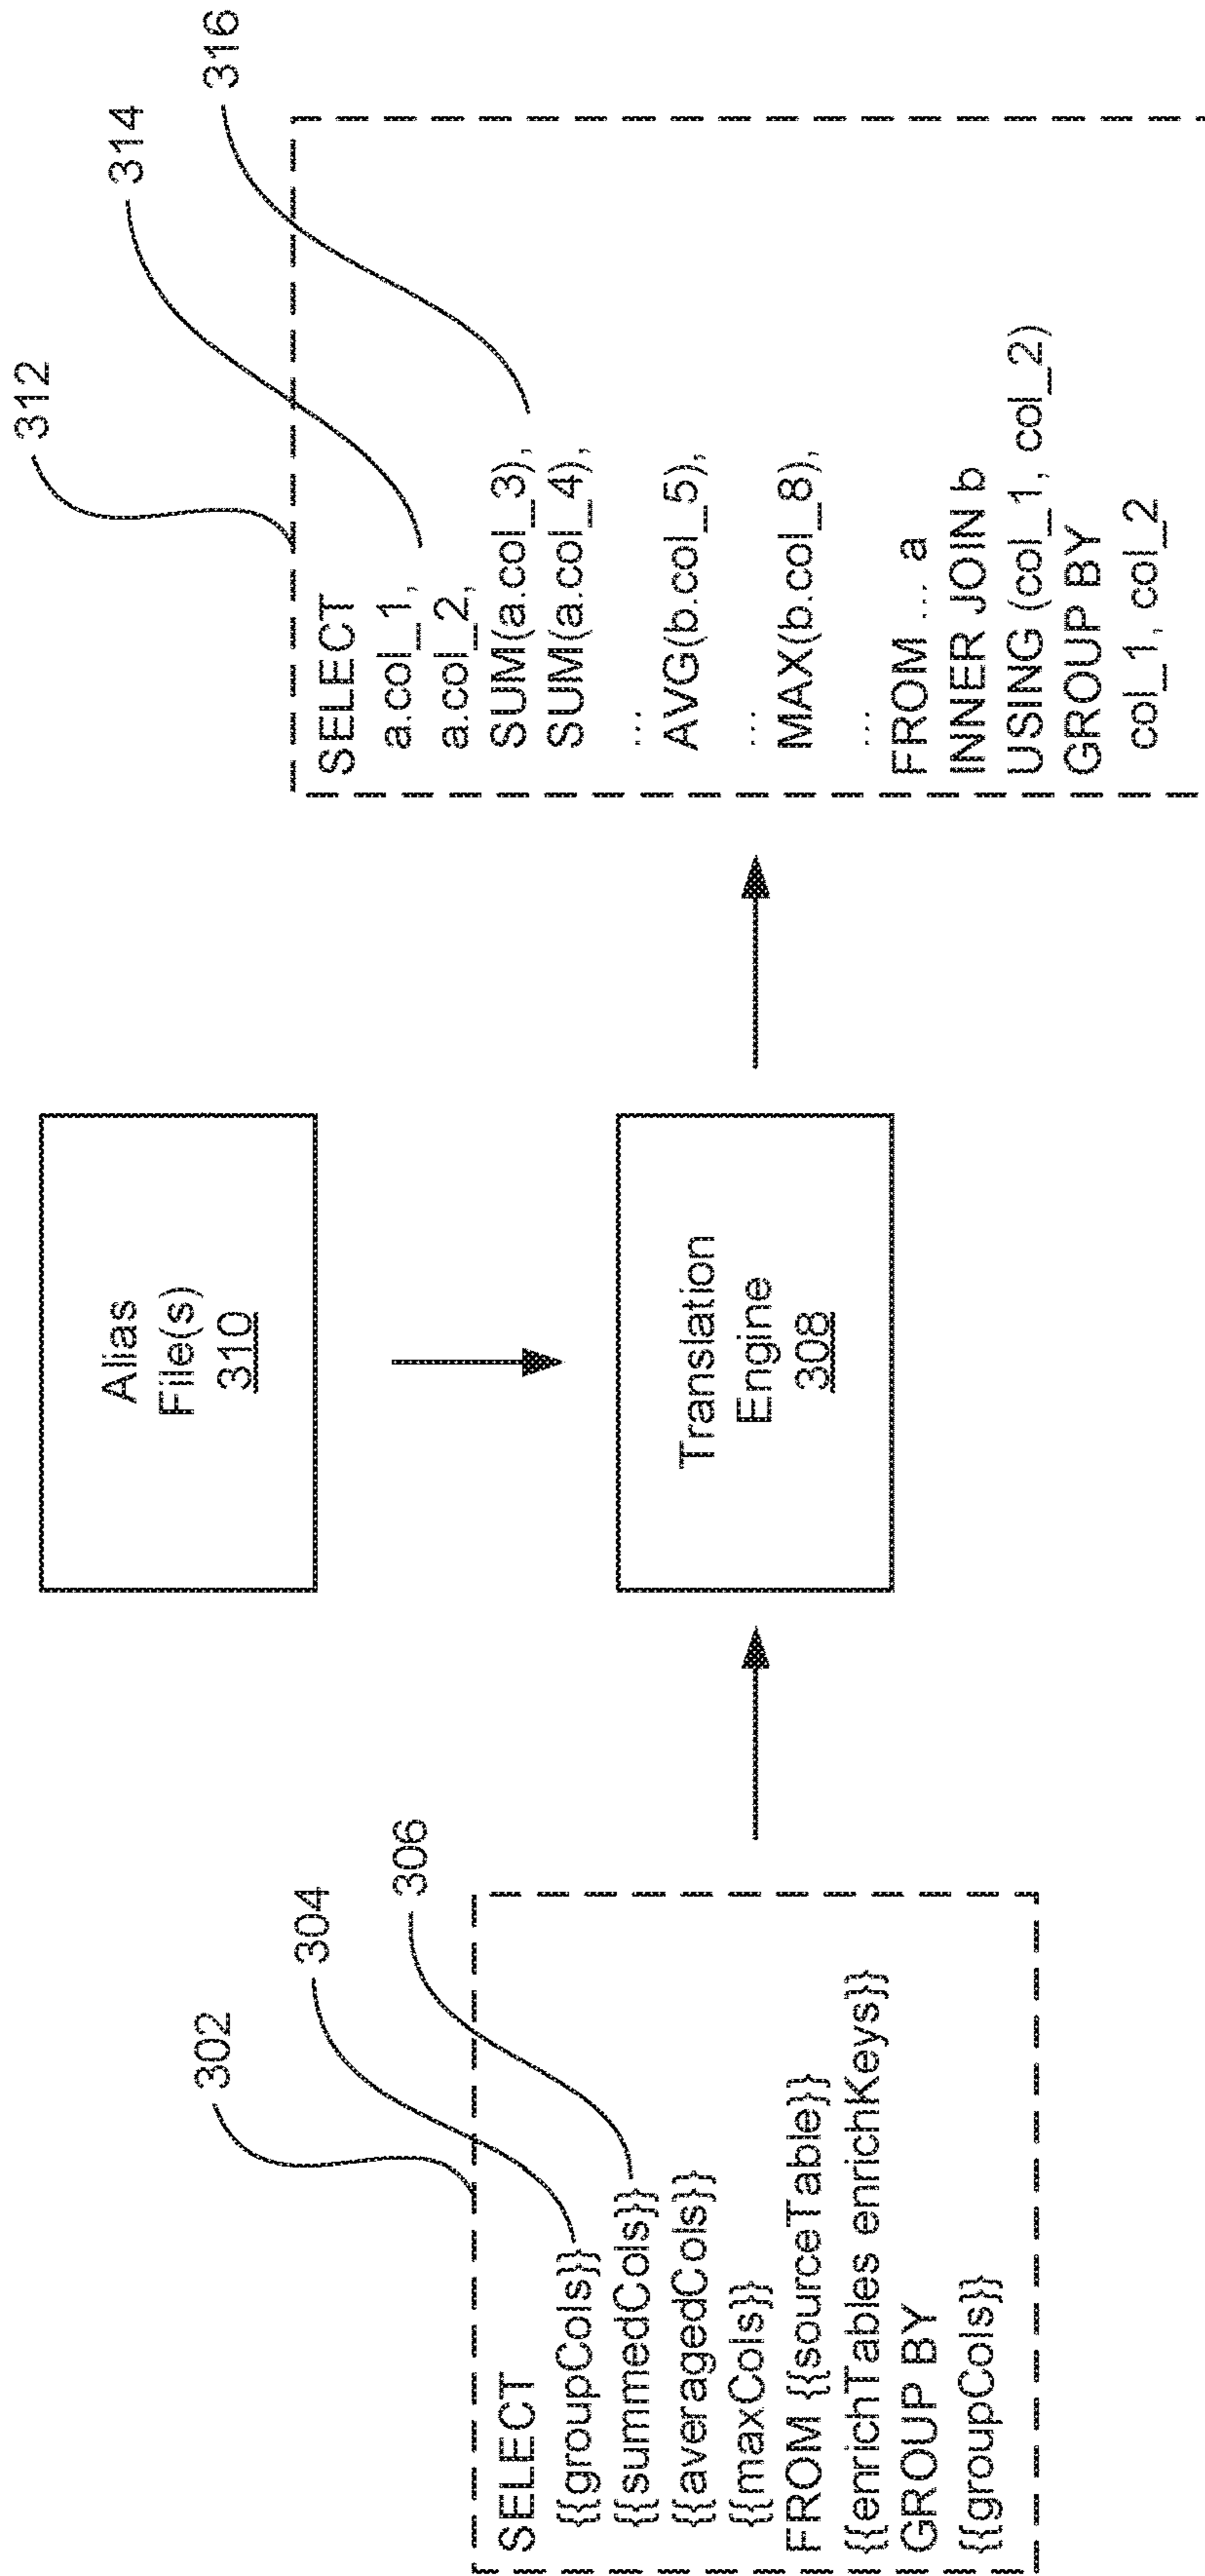 302
304
306
SELECT
{{groupCols}}
{{summedCols}}
{{averagedCols}}
{{maxCols}}
FROM {{sourceTable}}
{{enrichTables enrichKeys}}
GROUP BY
{{groupCols}}
Alias
File(s)
310
Translation
Engine
308
312
314
316
SELECT
a.col_1,
a.col_2,
SUM(a.col_3),
SUM(a.col_4),
...
AVG(b.col_5),
...
MAX(b.col_8),
...
FROM ... a
INNER JOIN b
USING (col_1, col_2)
GROUP BY
col_1, col_2